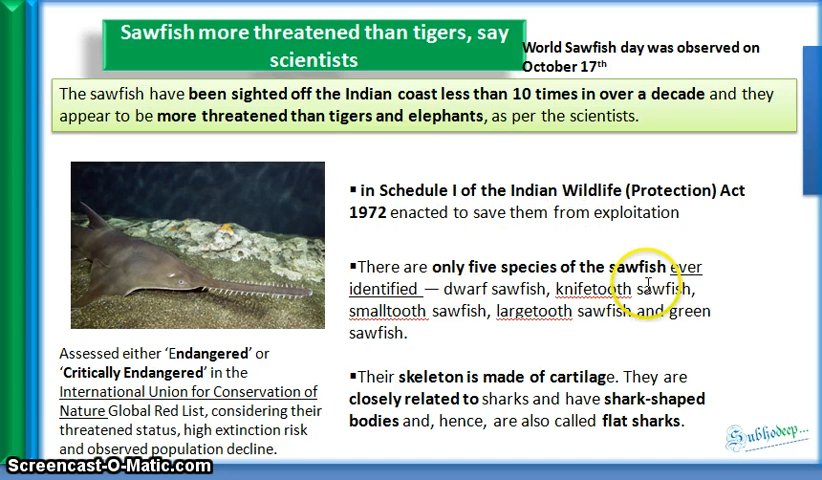 Sawfish more threatened than tigers, say
scientists
World Sawfish day was observed on
October 17th
The sawfish have been sighted off the Indian coast less than 10 times in over a decade and they
appear to be more threatened than tigers and elephants, as per the scientists.
▪ in Schedule I of the Indian Wildlife (Protection) Act
1972 enacted to save them from exploitation
▪There are only five species of the sawfish ever
identified — dwarf sawfish, knifetooth sawfish,
smalltooth sawfish, largetooth sawfish and green
sawfish.
Assessed either ‘Endangered’ or
‘Critically Endangered’ in the
International Union for Conservation of
Nature Global Red List, considering their
threatened status, high extinction risk
and observed population decline.
▪Their skeleton is made of cartilage. They are
closely related to sharks and have shark-shaped
bodies and, hence, are also called flat sharks.
Subhodeep...
Screencast-O-Matic.com